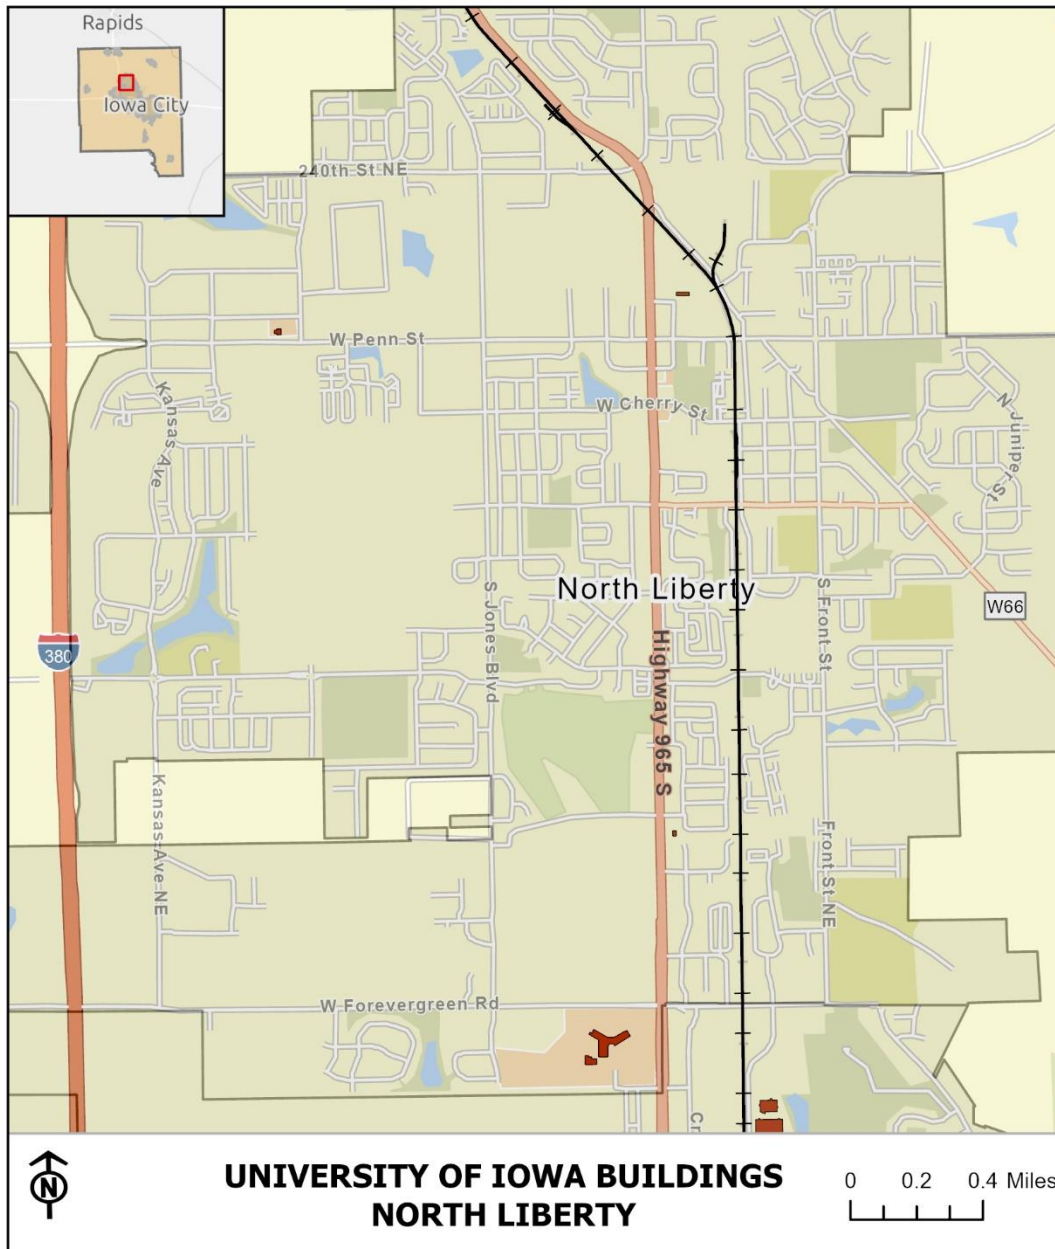 Rapids
Iowa City
240th St NE
W Penn St
Kansas Ave
W Cherry St
N Juniper St
North Liberty
S Jones Blvd
S Front St
W66
380
Highway 965 S
Kansas Ave NE
Front St NE
W Forevergreen Rd
Cr
N
UNIVERSITY OF IOWA BUILDINGS
NORTH LIBERTY
0 0.2 0.4 Miles